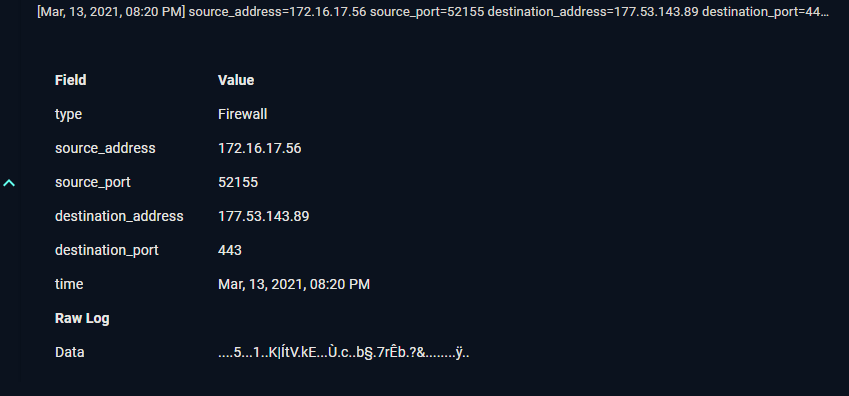 [Mar, 13, 2021, 08:20 PM] source_address=172.16.17.56 source_port=52155 destination_address=177.53.143.89 destination_port=44...
Field Value
type Firewall
source_address 172.16.17.56
source_port 52155
destination_address 177.53.143.89
destination_port 443
time Mar, 13, 2021, 08:20 PM
Raw Log
Data ....5...1..K|ÍtV.kE...Ù.c..b§.7rÊb.?&........ÿ..